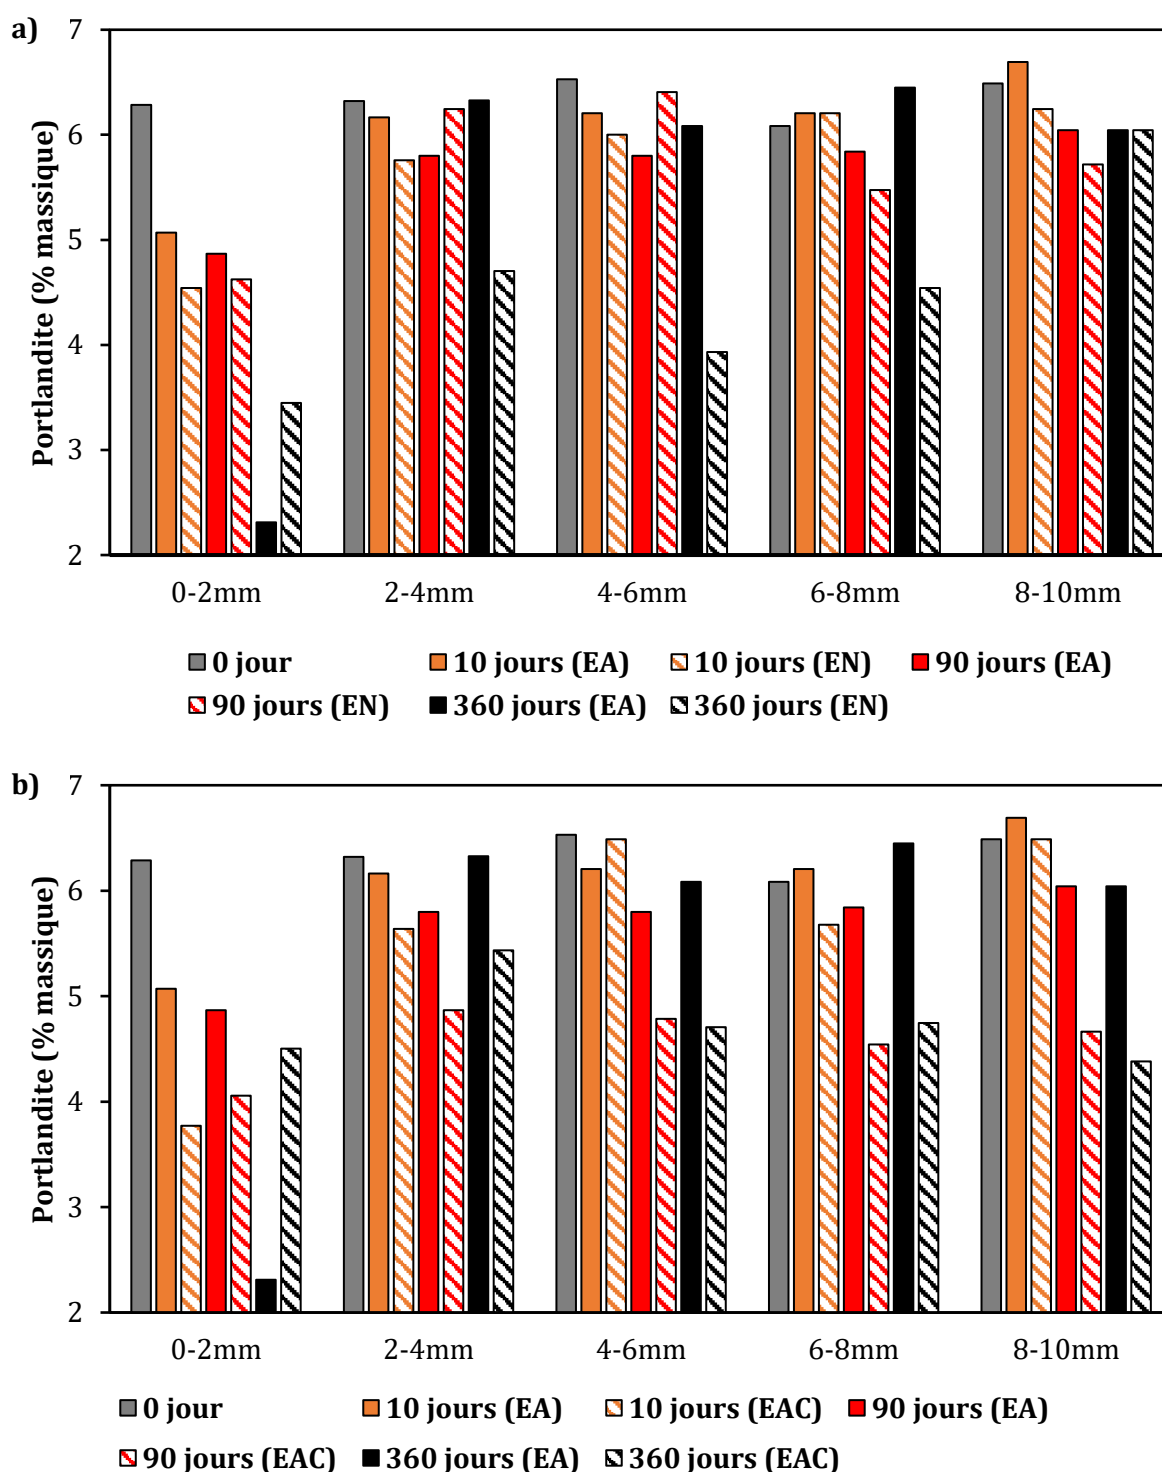 a)
7
6
5
4
3
2
Portlandite (% massique)
0-2mm 2-4mm 4-6mm 6-8mm 8-10mm
0 jour 10 jours (EA) 10 jours (EN) 90 jours (EA)
90 jours (EN) 360 jours (EA) 360 jours (EN)
b)
7
6
5
4
3
2
Portlandite (% massique)
0-2mm 2-4mm 4-6mm 6-8mm 8-10mm
0 jour 10 jours (EA) 10 jours (EAC) 90 jours (EA)
90 jours (EAC) 360 jours (EA) 360 jours (EAC)